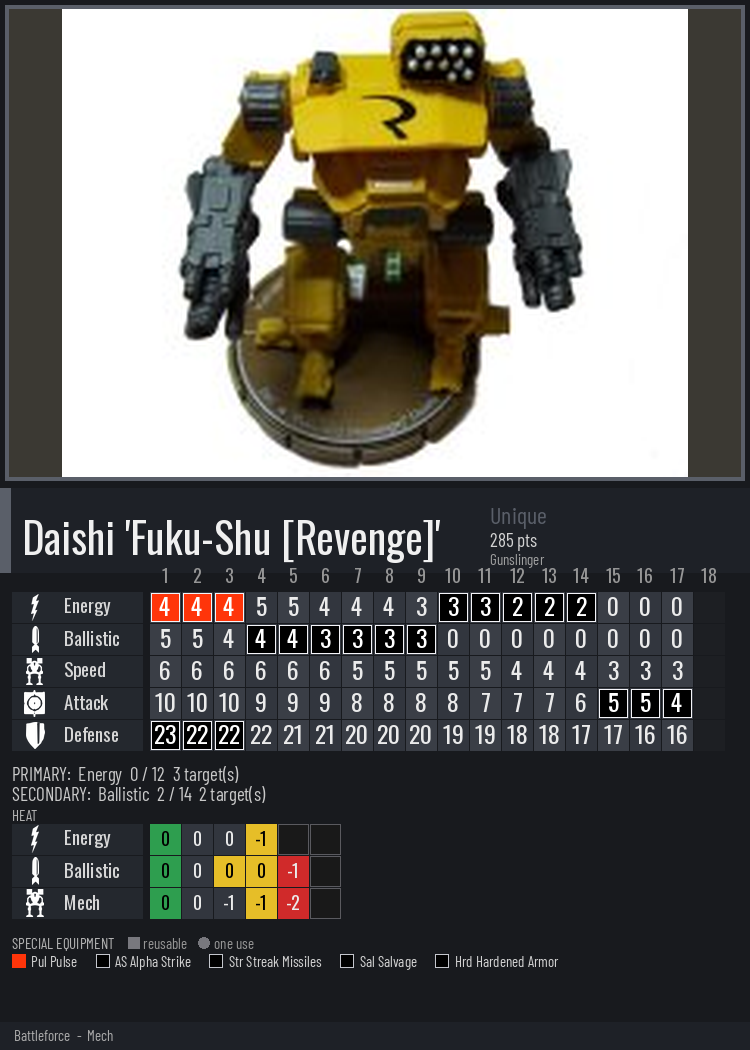 R
Daishi 'Fuku-Shu [Revenge]'
Unique
285 pts
Gunslinger
1 2 3 4 5 6 7 8 9 10 11 12 13 14 15 16 17 18
Energy 4 4 4 5 5 4 4 4 3 3 3 2 2 2 0 0 0
Ballistic 5 5 4 4 4 3 3 3 3 0 0 0 0 0 0 0 0
Speed 6 6 6 6 6 6 5 5 5 5 5 4 4 4 3 3 3
Attack 10 10 10 9 9 9 8 8 8 8 7 7 7 6 5 5 4
Defense 23 22 22 22 21 21 20 20 20 19 19 18 18 17 17 16 16
PRIMARY: Energy 0 / 12 3 target(s)
SECONDARY: Ballistic 2 / 14 2 target(s)
HEAT
Energy 0 0 0 -1
Ballistic 0 0 0 0 -1
Mech 0 0 -1 -1 -2
SPECIAL EQUIPMENT reusable one use
Pul Pulse AS Alpha Strike Str Streak Missiles Sal Salvage Hrd Hardened Armor
Battleforce - Mech